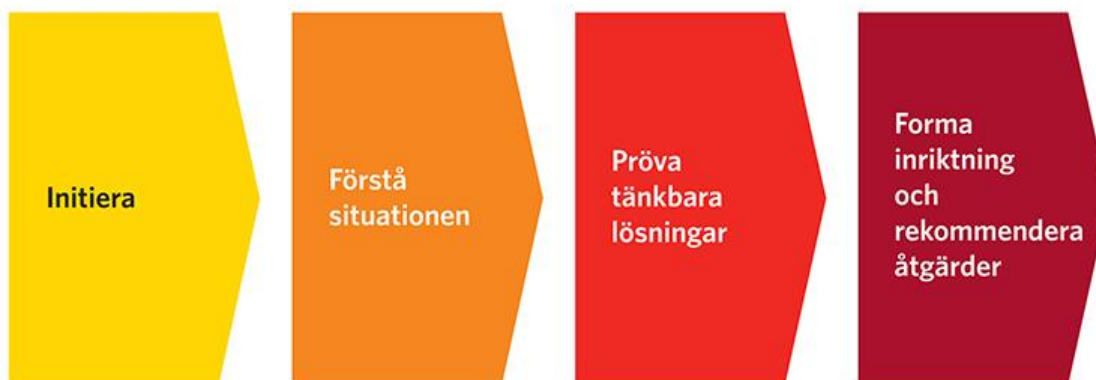 Initiera
Förstå
situationen
Pröva
tänkbara
lösningar
Forma
inriktning
och
rekommendera
åtgärder